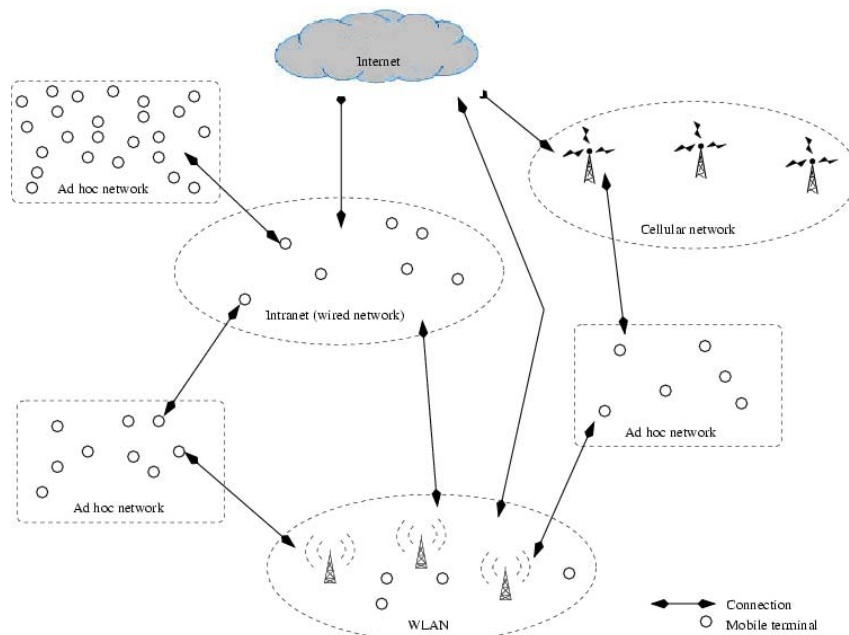 Internet
Ad hoc network
Cellular network
Intranet (wired network)
Ad hoc network
Ad hoc network
WLAN
Connection
Mobile terminal